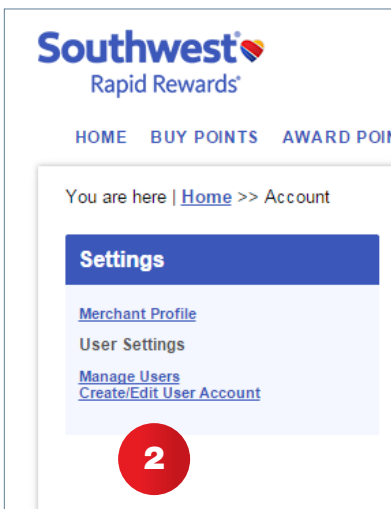 Southwest®
Rapid Rewards®
HOME BUY POINTS AWARD
You are here | Home >> Account
Settings
Merchant Profile
User Settings
Manage Users
Create/Edit User Account
2